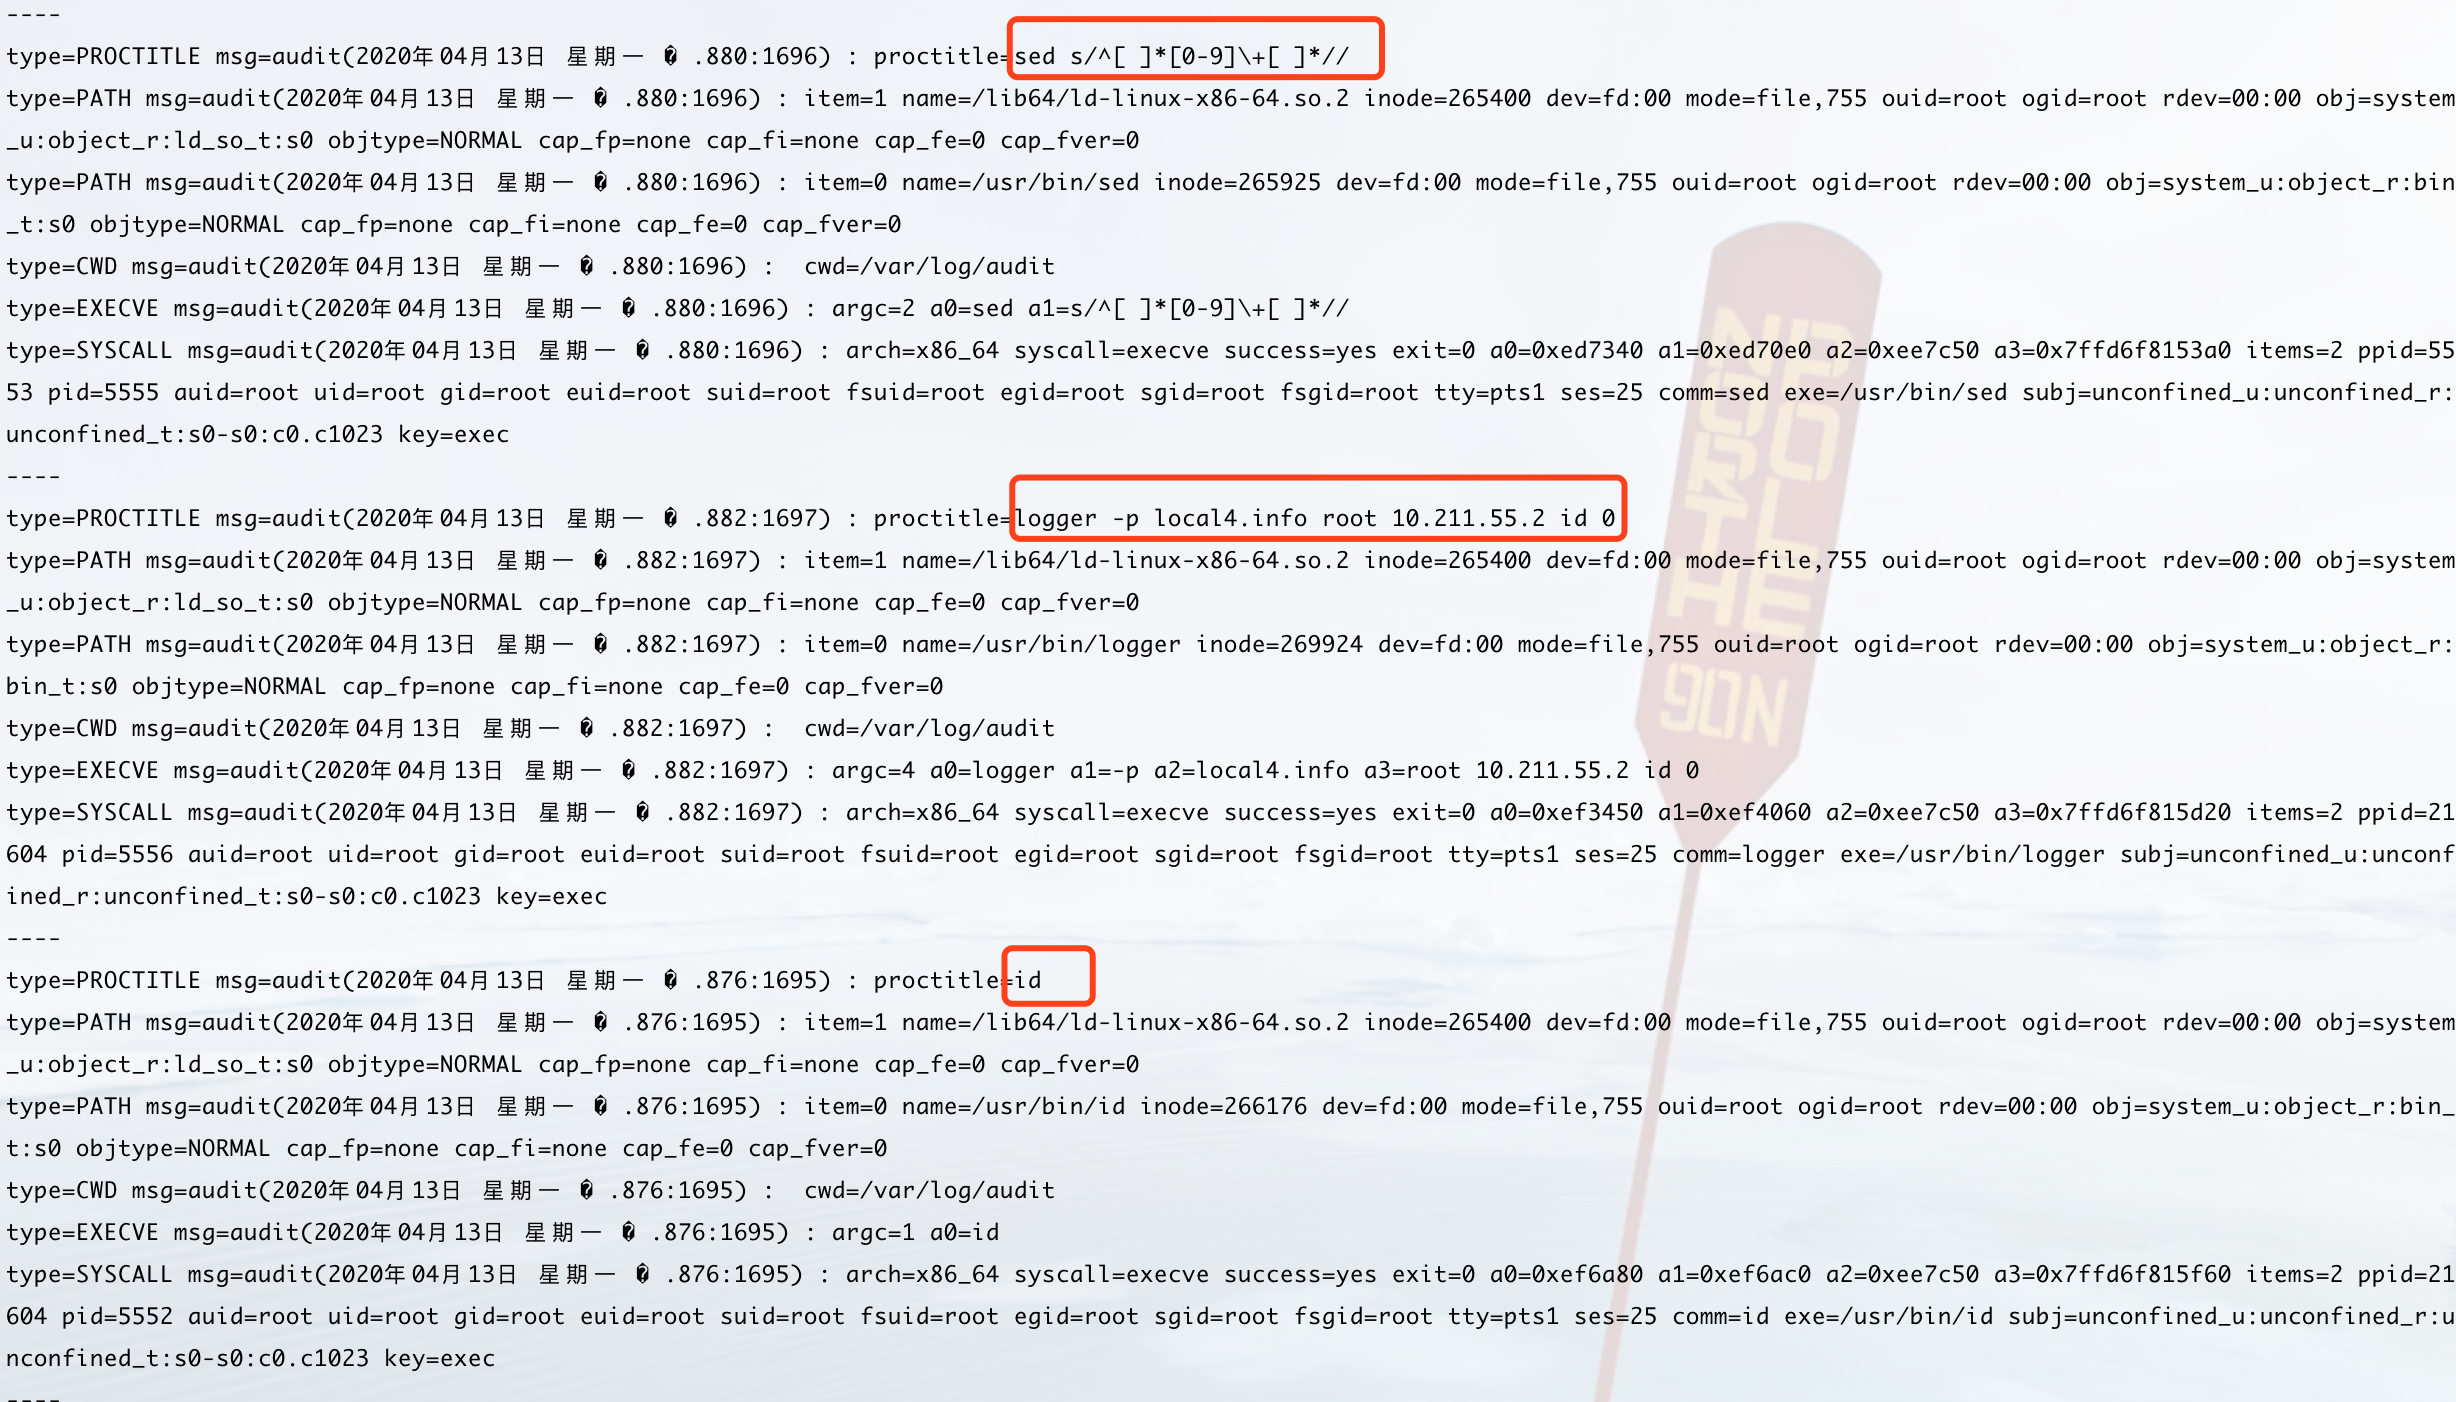 ----
type=PROCTITLE msg=audit(2020年04月13日 星期一 � .880:1696) : proctitle=sed s/^[ ]*[0-9]\+[ ]*//
type=PATH msg=audit(2020年04月13日 星期一 � .880:1696) : item=1 name=/lib64/ld-linux-x86-64.so.2 inode=265400 dev=fd:00 mode=file,755 ouid=root ogid=root rdev=00:00 obj=system
_u:object_r:ld_so_t:s0 objtype=NORMAL cap_fp=none cap_fi=none cap_fe=0 cap_fver=0
type=PATH msg=audit(2020年04月13日 星期一 � .880:1696) : item=0 name=/usr/bin/sed inode=265925 dev=fd:00 mode=file,755 ouid=root ogid=root rdev=00:00 obj=system_u:object_r:bin
_t:s0 objtype=NORMAL cap_fp=none cap_fi=none cap_fe=0 cap_fver=0
type=CWD msg=audit(2020年04月13日 星期一 � .880:1696) :  cwd=/var/log/audit
type=EXECVE msg=audit(2020年04月13日 星期一 � .880:1696) : argc=2 a0=sed a1=s/^[ ]*[0-9]\+[ ]*//
type=SYSCALL msg=audit(2020年04月13日 星期一 � .880:1696) : arch=x86_64 syscall=execve success=yes exit=0 a0=0xed7340 a1=0xed70e0 a2=0xee7c50 a3=0x7ffd6f8153a0 items=2 ppid=55
53 pid=5555 auid=root uid=root gid=root euid=root suid=root fsuid=root egid=root sgid=root fsgid=root tty=pts1 ses=25 comm=sed exe=/usr/bin/sed subj=unconfined_u:unconfined_r:
unconfined_t:s0-s0:c0.c1023 key=exec
----
type=PROCTITLE msg=audit(2020年04月13日 星期一 � .882:1697) : proctitle=logger -p local4.info root 10.211.55.2 id 0
type=PATH msg=audit(2020年04月13日 星期一 � .882:1697) : item=1 name=/lib64/ld-linux-x86-64.so.2 inode=265400 dev=fd:00 mode=file,755 ouid=root ogid=root rdev=00:00 obj=system
_u:object_r:ld_so_t:s0 objtype=NORMAL cap_fp=none cap_fi=none cap_fe=0 cap_fver=0
type=PATH msg=audit(2020年04月13日 星期一 � .882:1697) : item=0 name=/usr/bin/logger inode=269924 dev=fd:00 mode=file,755 ouid=root ogid=root rdev=00:00 obj=system_u:object_r:
bin_t:s0 objtype=NORMAL cap_fp=none cap_fi=none cap_fe=0 cap_fver=0
type=CWD msg=audit(2020年04月13日 星期一 � .882:1697) :  cwd=/var/log/audit
type=EXECVE msg=audit(2020年04月13日 星期一 � .882:1697) : argc=4 a0=logger a1=-p a2=local4.info a3=root 10.211.55.2 id 0
type=SYSCALL msg=audit(2020年04月13日 星期一 � .882:1697) : arch=x86_64 syscall=execve success=yes exit=0 a0=0xef3450 a1=0xef4060 a2=0xee7c50 a3=0x7ffd6f815d20 items=2 ppid=21
604 pid=5556 auid=root uid=root gid=root euid=root suid=root fsuid=root egid=root sgid=root fsgid=root tty=pts1 ses=25 comm=logger exe=/usr/bin/logger subj=unconfined_u:unconf
ined_r:unconfined_t:s0-s0:c0.c1023 key=exec
----
type=PROCTITLE msg=audit(2020年04月13日 星期一 � .876:1695) : proctitle=id
type=PATH msg=audit(2020年04月13日 星期一 � .876:1695) : item=1 name=/lib64/ld-linux-x86-64.so.2 inode=265400 dev=fd:00 mode=file,755 ouid=root ogid=root rdev=00:00 obj=system
_u:object_r:ld_so_t:s0 objtype=NORMAL cap_fp=none cap_fi=none cap_fe=0 cap_fver=0
type=PATH msg=audit(2020年04月13日 星期一 � .876:1695) : item=0 name=/usr/bin/id inode=266176 dev=fd:00 mode=file,755 ouid=root ogid=root rdev=00:00 obj=system_u:object_r:bin_
t:s0 objtype=NORMAL cap_fp=none cap_fi=none cap_fe=0 cap_fver=0
type=CWD msg=audit(2020年04月13日 星期一 � .876:1695) :  cwd=/var/log/audit
type=EXECVE msg=audit(2020年04月13日 星期一 � .876:1695) : argc=1 a0=id
type=SYSCALL msg=audit(2020年04月13日 星期一 � .876:1695) : arch=x86_64 syscall=execve success=yes exit=0 a0=0xef6a80 a1=0xef6ac0 a2=0xee7c50 a3=0x7ffd6f815f60 items=2 ppid=21
604 pid=5552 auid=root uid=root gid=root euid=root suid=root fsuid=root egid=root sgid=root fsgid=root tty=pts1 ses=25 comm=id exe=/usr/bin/id subj=unconfined_u:unconfined_r:u
nconfined_t:s0-s0:c0.c1023 key=exec
----
NORTH
POLE
90N